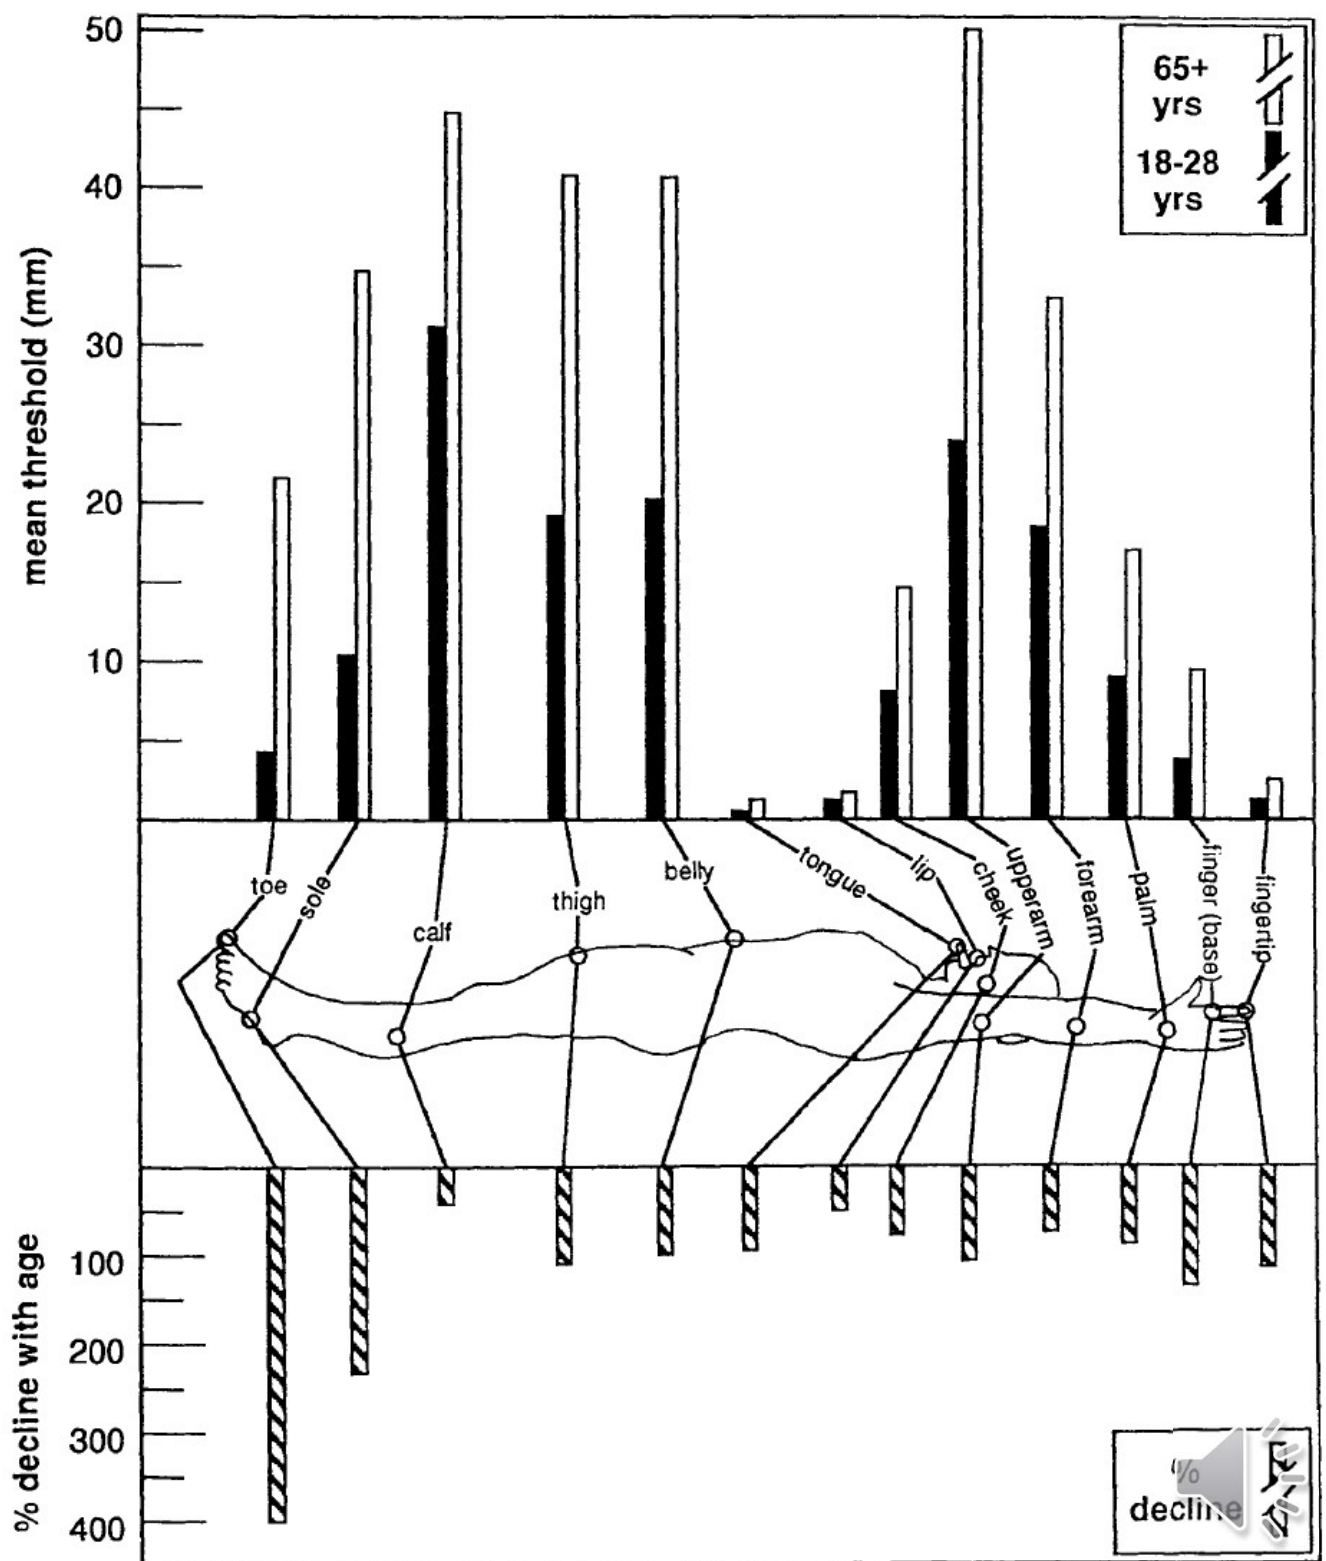 50
40
30
20
10
mean threshold (mm)
65+
yrs
18-28
yrs
toe
sole
calf
thigh
belly
tongue
lip
cheek
upperarm
forearm
palm
finger (base)
fingertip
100
200
300
400
% decline with age
%
decline